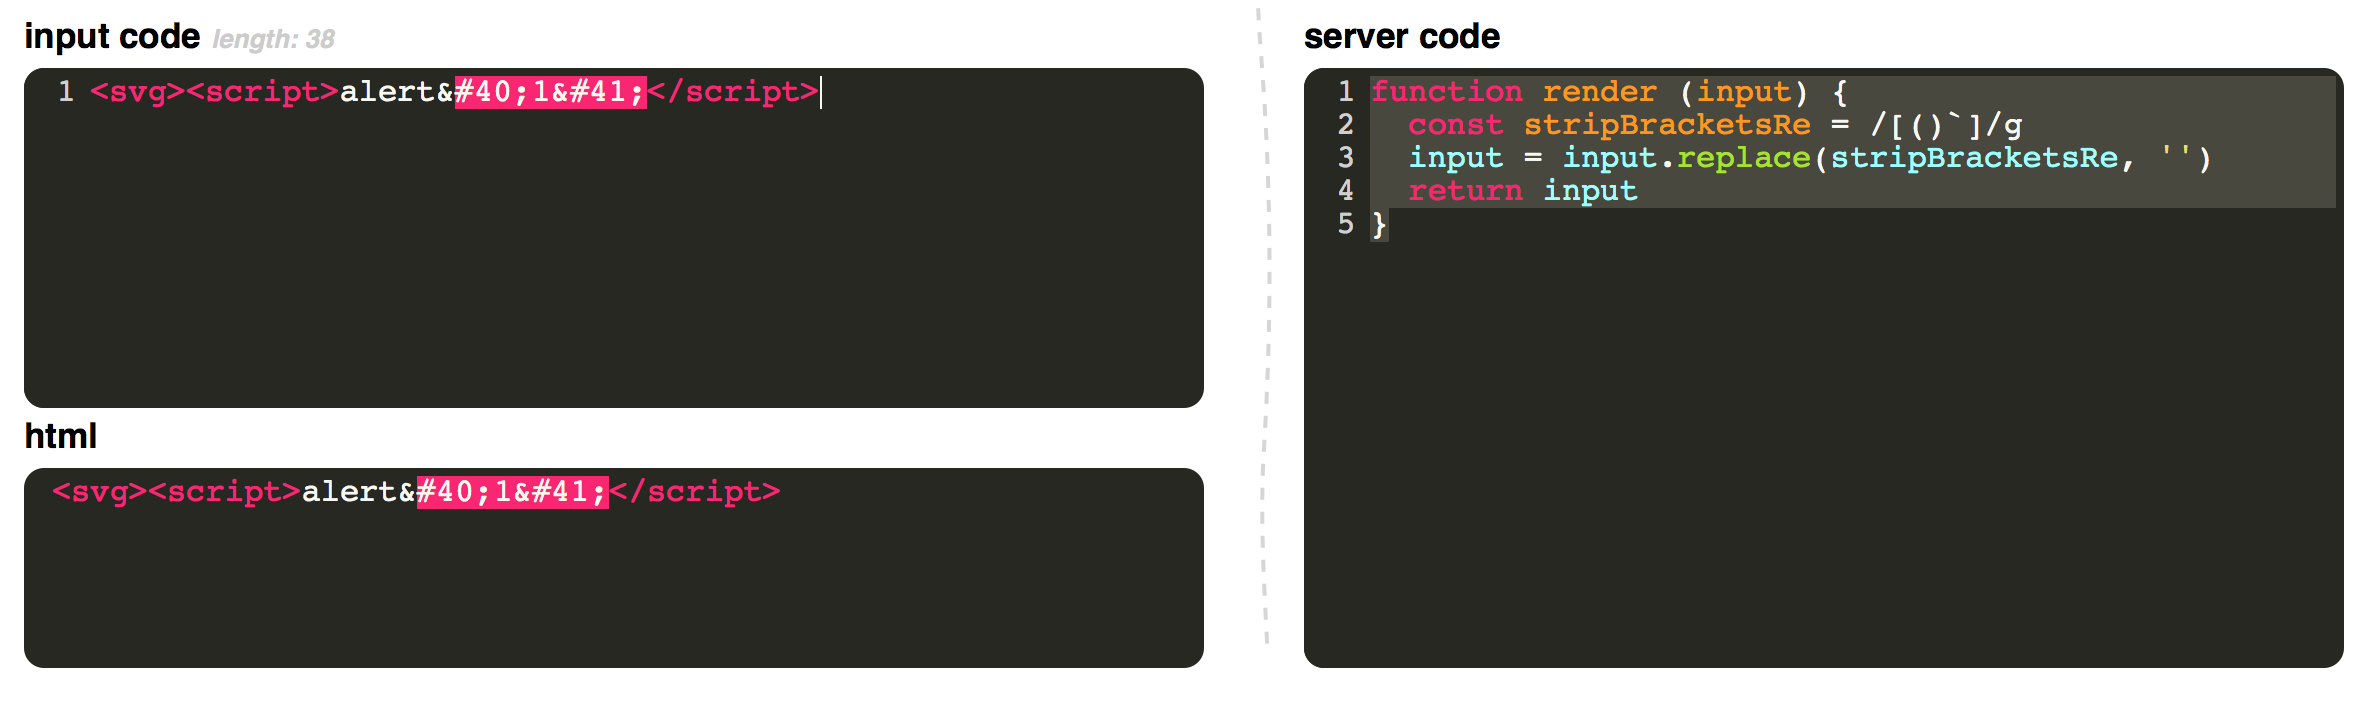 input code length: 38
1 <svg><script>alert&#40;1&#41;</script>
html
<svg><script>alert&#40;1&#41;</script>
server code
1 function render (input) {
2   const stripBracketsRe = /[()`]/g
3   input = input.replace(stripBracketsRe, '')
4   return input
5 }